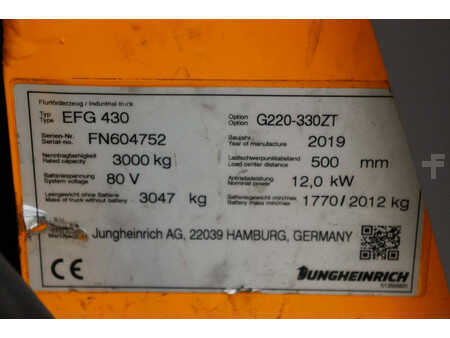 Flurförderzeug / Industrial truck
Typ
Type EFG 430 Option
Option G220-330ZT
Serien-Nr.
Serial-no. FN604752 Baujahr
Year of manufacture 2019
Nenntragfähigkeit
Rated capacity 3000 kg Lastschwerpunktabstand
Load center distance 500 mm
Batteriespannung
System voltage 80 V Antriebsleistung
Nominal power 12,0 kW
Leergewicht ohne Batterie
Mass of truck without battery 3047 kg Batteriegewicht min/max
Battery mass min/max 1770/2012 kg
Jungheinrich AG, 22039 HAMBURG, GERMANY
CE
JUNGHEINRICH